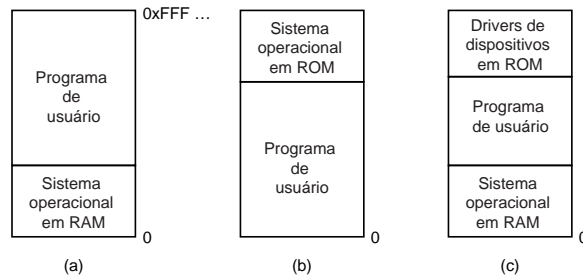 0xFFF ...
Programa
de
usuário
Sistema
operacional
em RAM
0
(a)
Sistema
operacional
em ROM
Programa
de
usuário
0
(b)
Drivers de
dispositivos
em ROM
Programa
de usuário
Sistema
operacional
em RAM
0
(c)